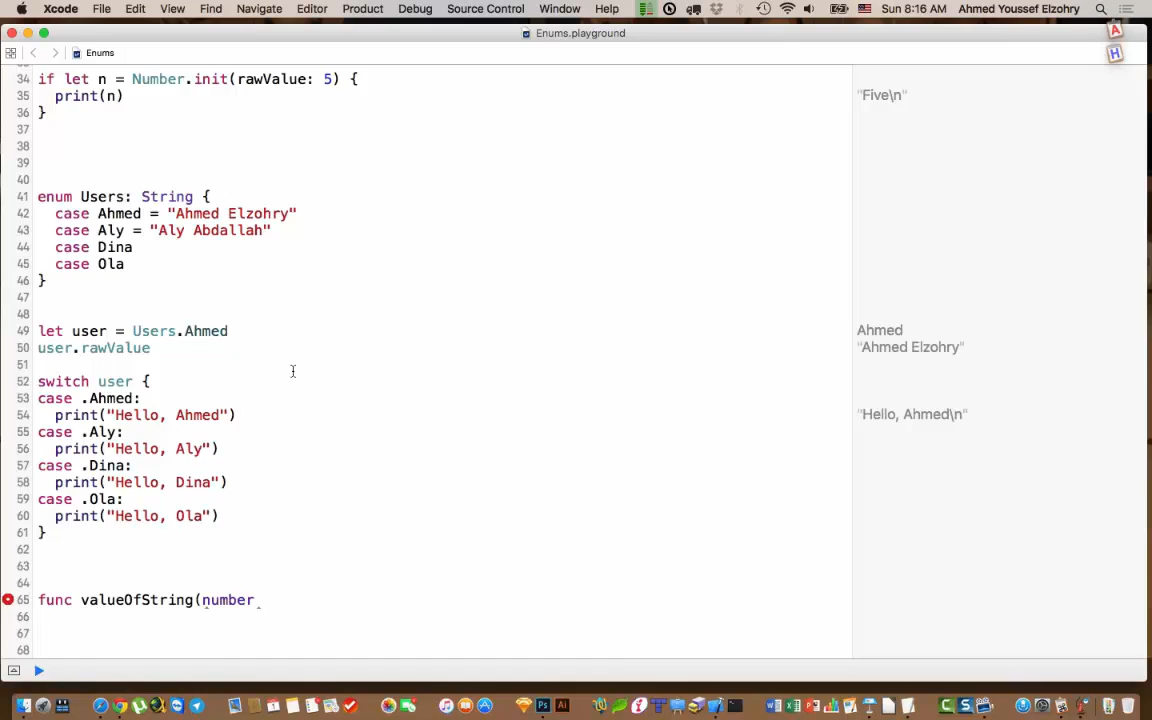 Xcode File Edit View Find Navigate Editor Product Debug Source Control Window Help Sun 8:16 AM Ahmed Youssef Elzohry
Enums.playground
A
Enums
H
34 if let n = Number.init(rawValue: 5) {
35 print(n) "Five\n"
36 }
37
38
39
40
41 enum Users: String {
42 case Ahmed = "Ahmed Elzohry"
43 case Aly = "Aly Abdallah"
44 case Dina
45 case Ola
46 }
47
48
49 let user = Users.Ahmed Ahmed
50 user.rawValue "Ahmed Elzohry"
51
52 switch user {
53 case .Ahmed:
54 print("Hello, Ahmed") "Hello, Ahmed\n"
55 case .Aly:
56 print("Hello, Aly")
57 case .Dina:
58 print("Hello, Dina")
59 case .Ola:
60 print("Hello, Ola")
61 }
62
63
64
65 func valueOfString(number
66
67
68